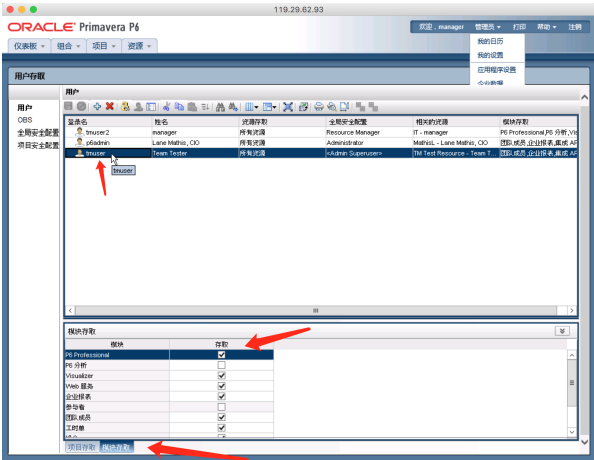 119.29.62.93
ORACLE Primavera P6
欢迎, manager 管理员 打印 帮助 注销
仪表板 组合 项目 资源
我的日历
我的设置
应用程序设置
企业数据
用户存取
用户
用户
OBS
全局安全配置
项目安全配置
登录名 姓名 资源存取 全局安全配置 相关的资源 模块存取
tmuser2 manager 所有资源 Resource Manager IT - manager P6 Professional,P6 分析,Vis
p6admin Lane Mathis, CIO 所有资源 Administrator MathisL - Lane Mathis, CIO 团队成员,企业报表,集成 AP
tmuser Team Tester 所有资源 <Admin Superuser> TM Test Resource - Team T... 团队成员,企业报表,集成 AP
tmuser
模块存取
模块 存取
P6 Professional
P6 分析
Visualizer
Web 服务
企业报表
参与者
团队成员
工时单
项目存取 模块存取